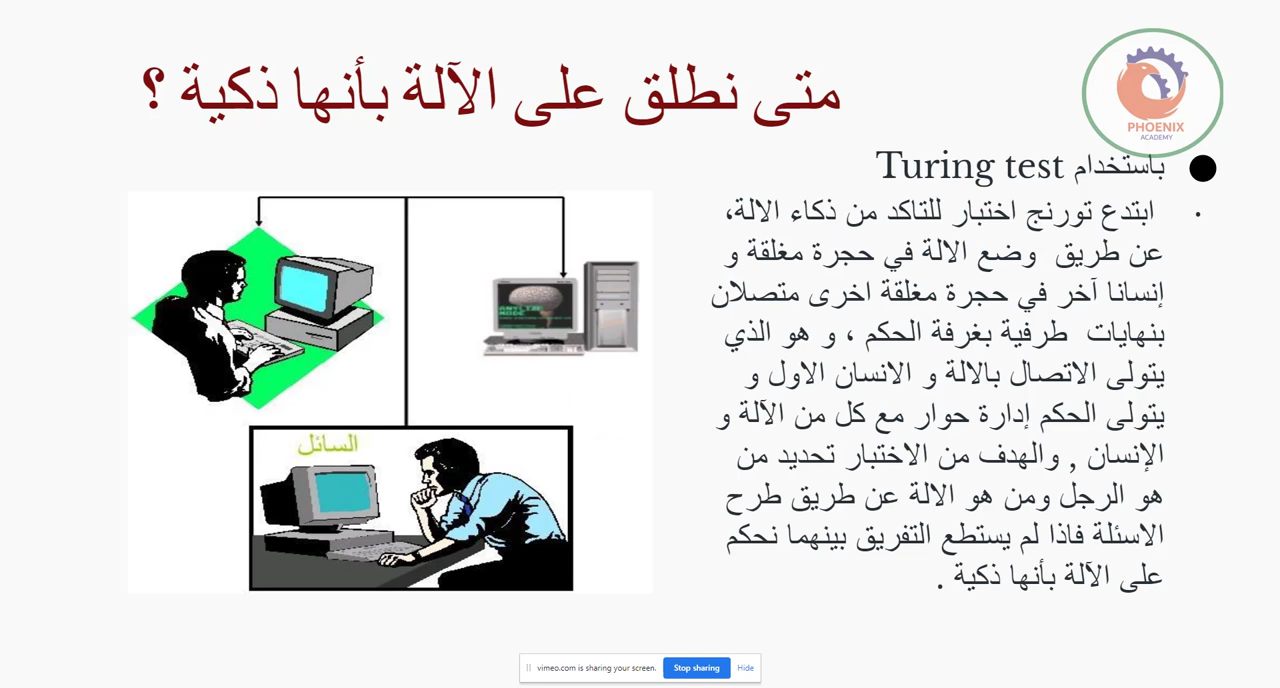 متى نطلق على الآلة بأنها ذكية ؟
PHOENIX
ACADEMY
باستخدام Turing test
ابتدع تورنج اختبار للتاكد من ذكاء الالة،
عن طريق وضع الالة في حجرة مغلقة و
إنسانا آخر في حجرة مغلقة اخرى متصلان
بنهايات طرفية بغرفة الحكم ، و هو الذي
يتولى الاتصال بالالة و الانسان الاول و
يتولى الحكم إدارة حوار مع كل من الآلة و
الإنسان , والهدف من الاختبار تحديد من
هو الرجل ومن هو الالة عن طريق طرح
الاسئلة فاذا لم يستطع التفريق بينهما نحكم
على الآلة بأنها ذكية .
السائل
vimeo.com is sharing your screen. Stop sharing Hide